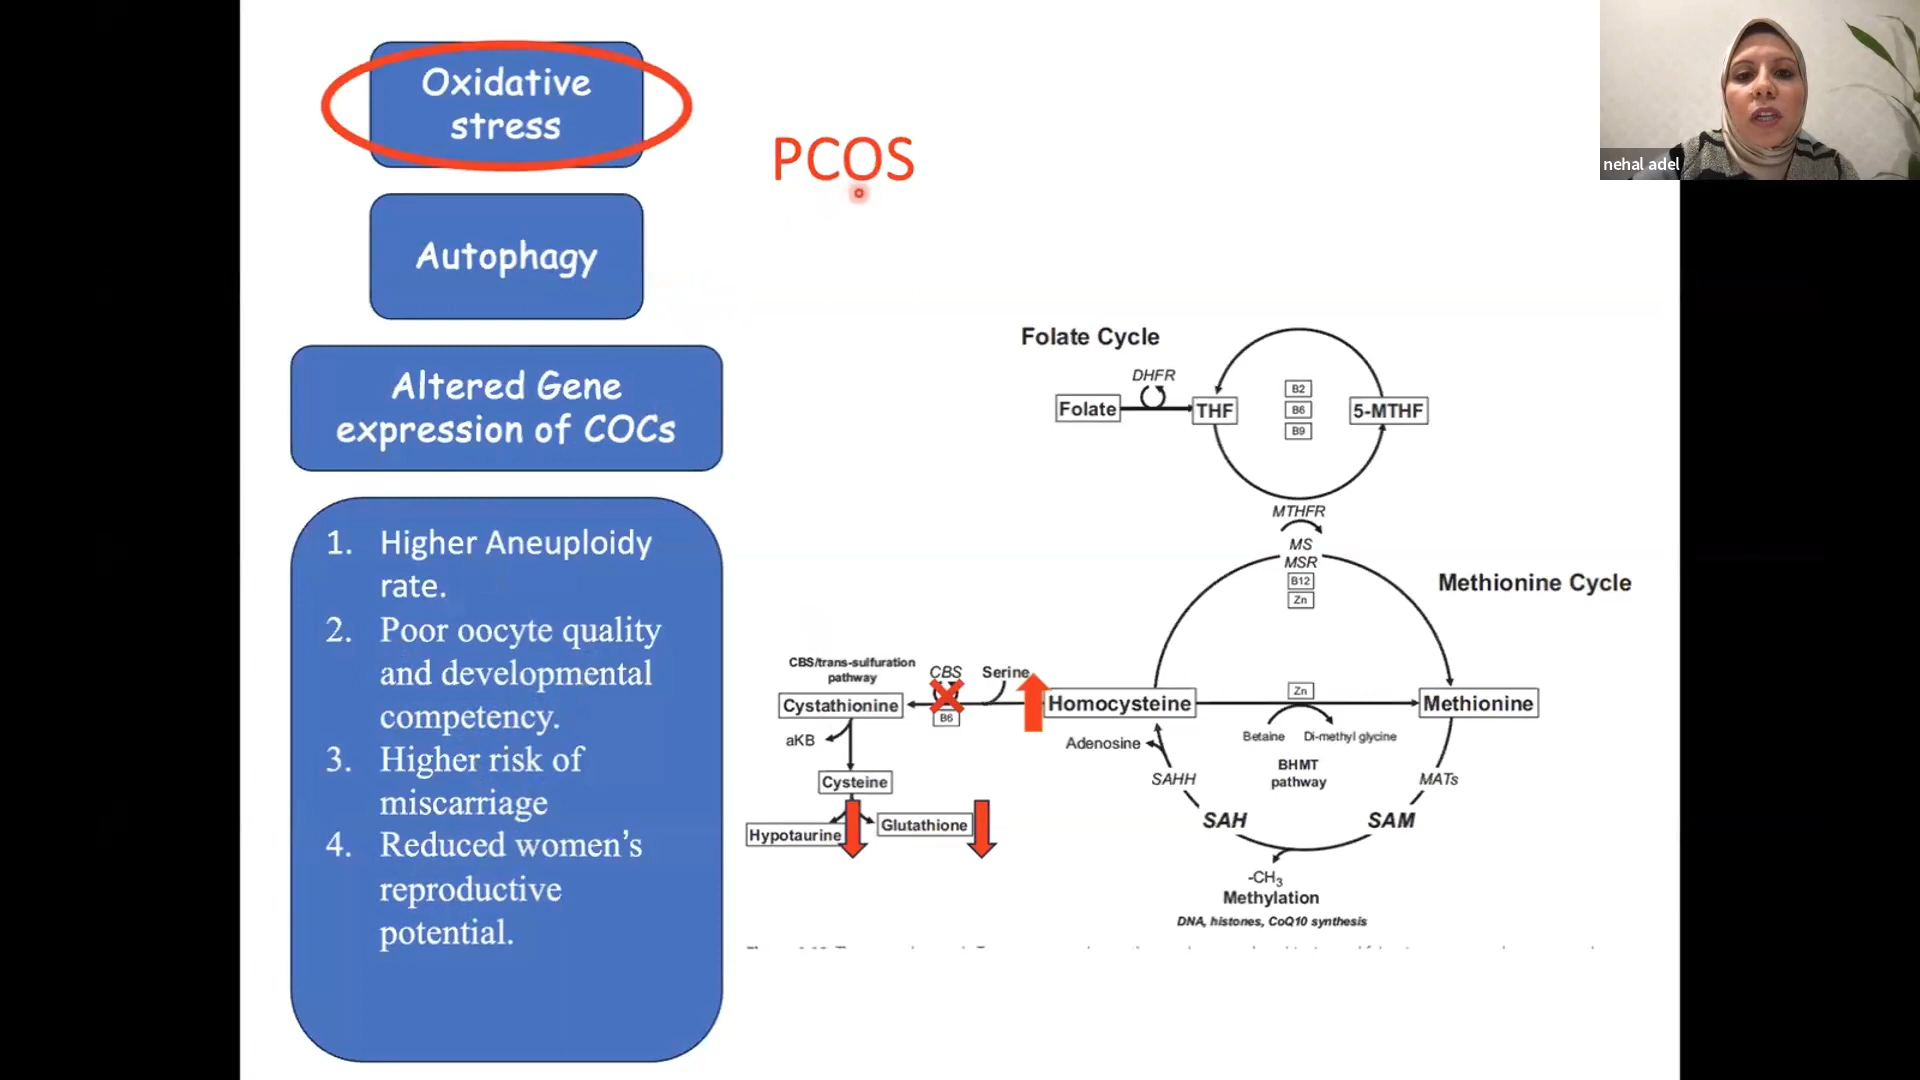 Oxidative
stress
PCOS
nehal adel
Autophagy
Altered Gene
expression of COCs
1. Higher Aneuploidy
rate.
2. Poor oocyte quality
and developmental
competency.
3. Higher risk of
miscarriage
4. Reduced women's
reproductive
potential.
Folate Cycle
DHFR
Folate
THF
B2
B6
B9
5-MTHF
MTHFR
MS
MSR
B12
Zn
Methionine Cycle
CBS/trans-sulfuration
pathway
CBS
Serine
Cystathionine
B6
Homocysteine
Zn
Methionine
aKB
Adenosine
Betaine
Di-methyl glycine
BHMT
pathway
SAHH
MATs
Cysteine
SAH
SAM
Hypotaurine
Glutathione
-CH3
Methylation
DNA, histones, CoQ10 synthesis